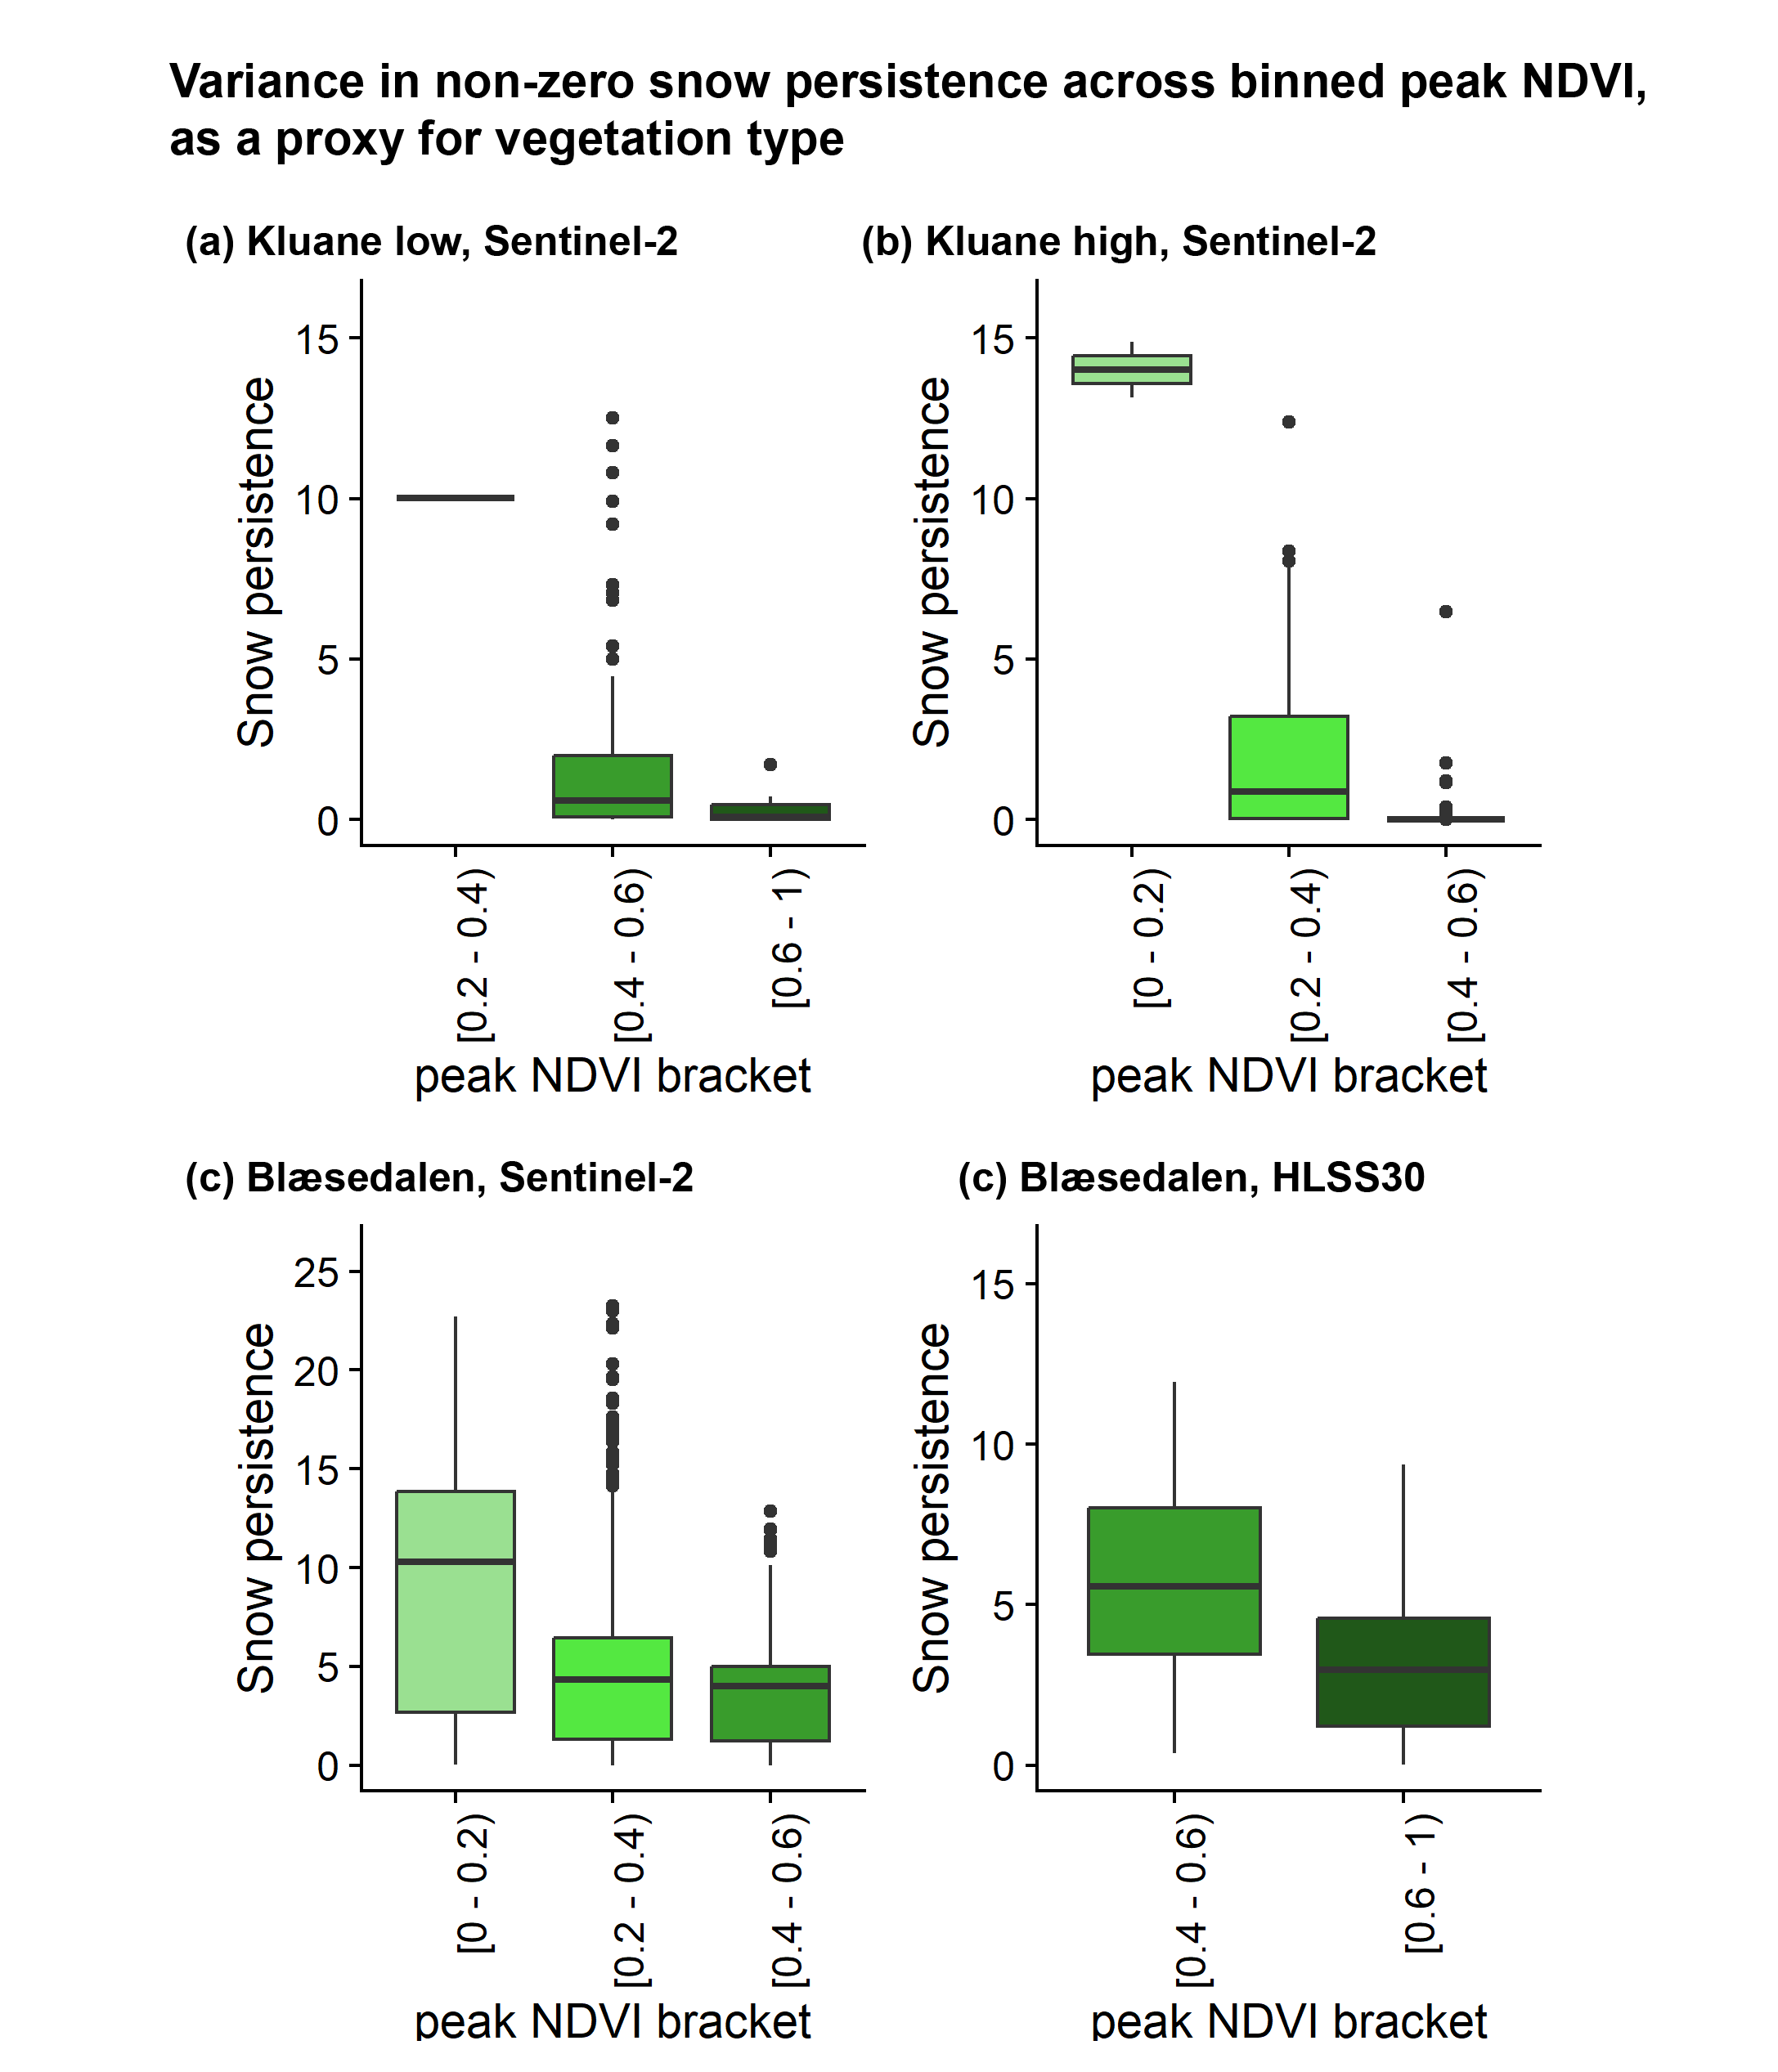 Variance in non-zero snow persistence across binned peak NDVI,
as a proxy for vegetation type
(a) Kluane low, Sentinel-2
Snow persistence
15
10
5
0
[0.2 - 0.4)
[0.4 - 0.6)
[0.6 - 1)
peak NDVI bracket
(b) Kluane high, Sentinel-2
Snow persistence
15
10
5
0
[0 - 0.2)
[0.2 - 0.4)
[0.4 - 0.6)
peak NDVI bracket
(c) Blæsedalen, Sentinel-2
Snow persistence
25
20
15
10
5
0
[0 - 0.2)
[0.2 - 0.4)
[0.4 - 0.6)
peak NDVI bracket
(c) Blæsedalen, HLSS30
Snow persistence
15
10
5
0
[0.4 - 0.6)
[0.6 - 1)
peak NDVI bracket